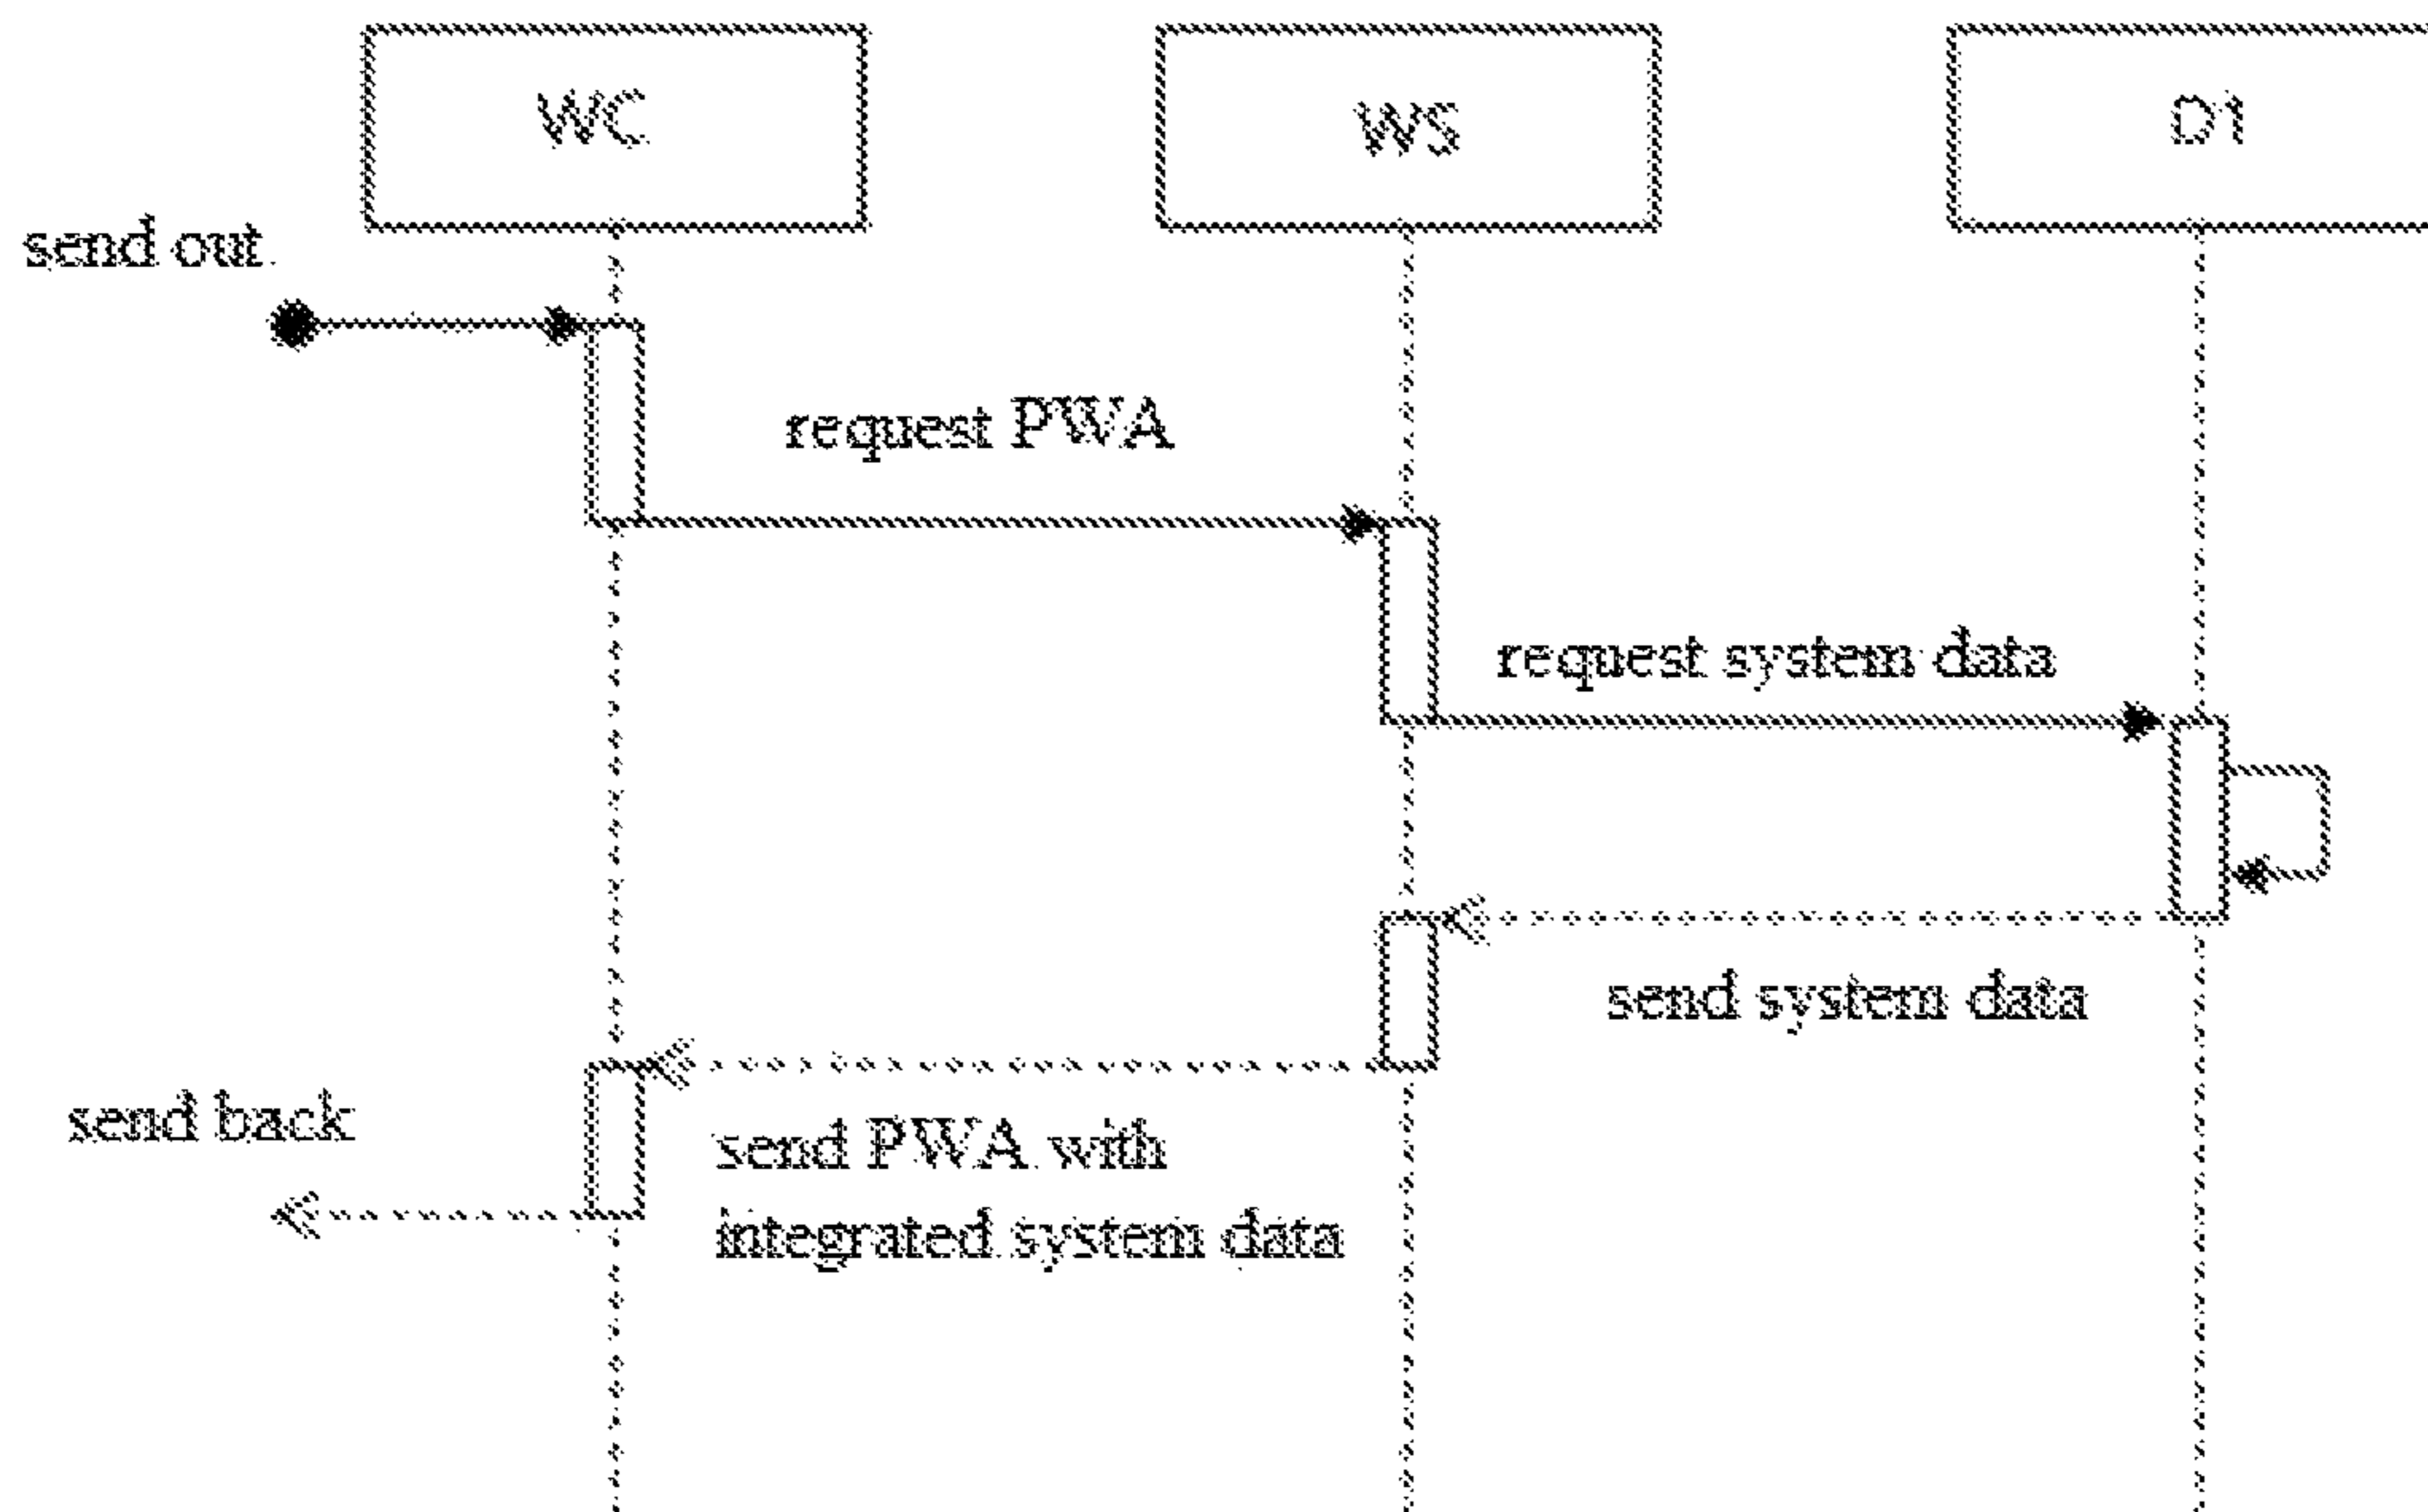 WC
WS
D1
send out
request PWA
request system data
send system data
send back
send PWA with
integrated system data